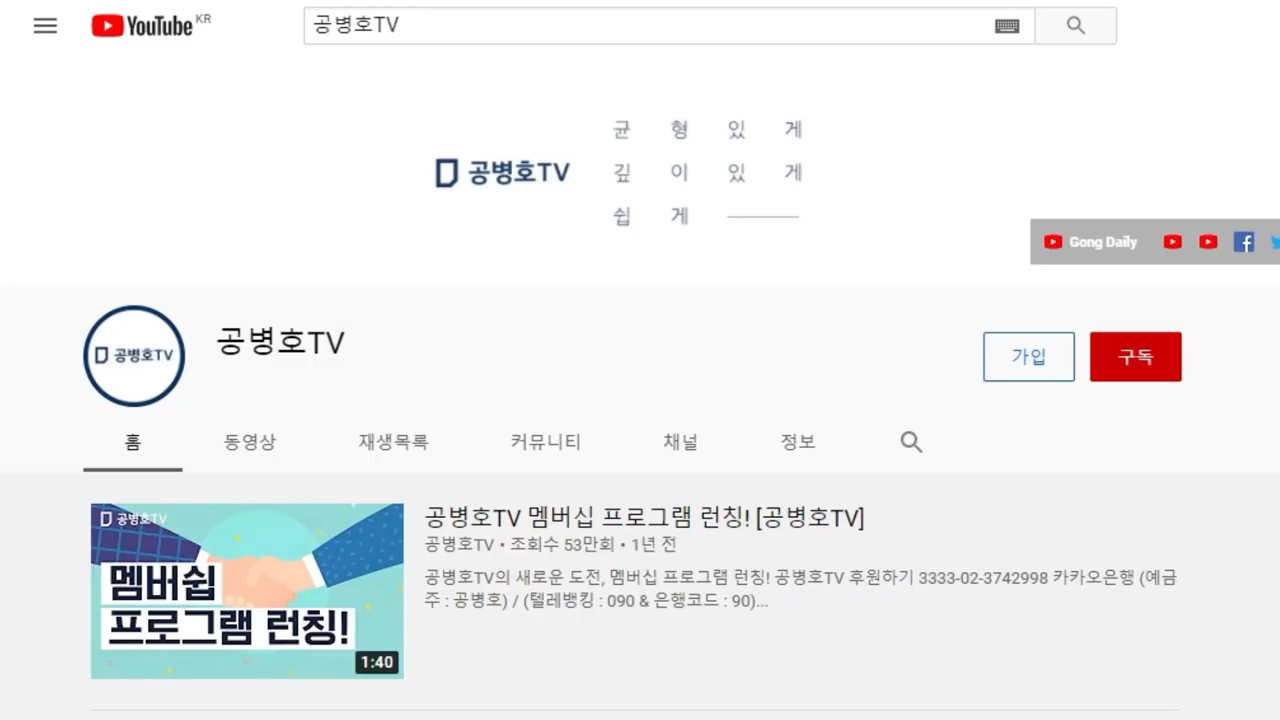 YouTube KR
공병호TV
균 형 있 게
공병호TV
깊 이 있 게
쉽 게
Gong Daily
공병호TV
공병호TV
가입
구독
홈
동영상
재생목록
커뮤니티
채널
정보
공병호TV
멤버쉽
프로그램 런칭!
1:40
공병호TV 멤버십 프로그램 런칭! [공병호TV]
공병호TV • 조회수 53만회 • 1년 전
공병호TV의 새로운 도전, 멤버십 프로그램 런칭! 공병호TV 후원하기 3333-02-3742998 카카오은행 (예금
주 : 공병호) / (텔레뱅킹 : 090 & 은행코드 : 90)...